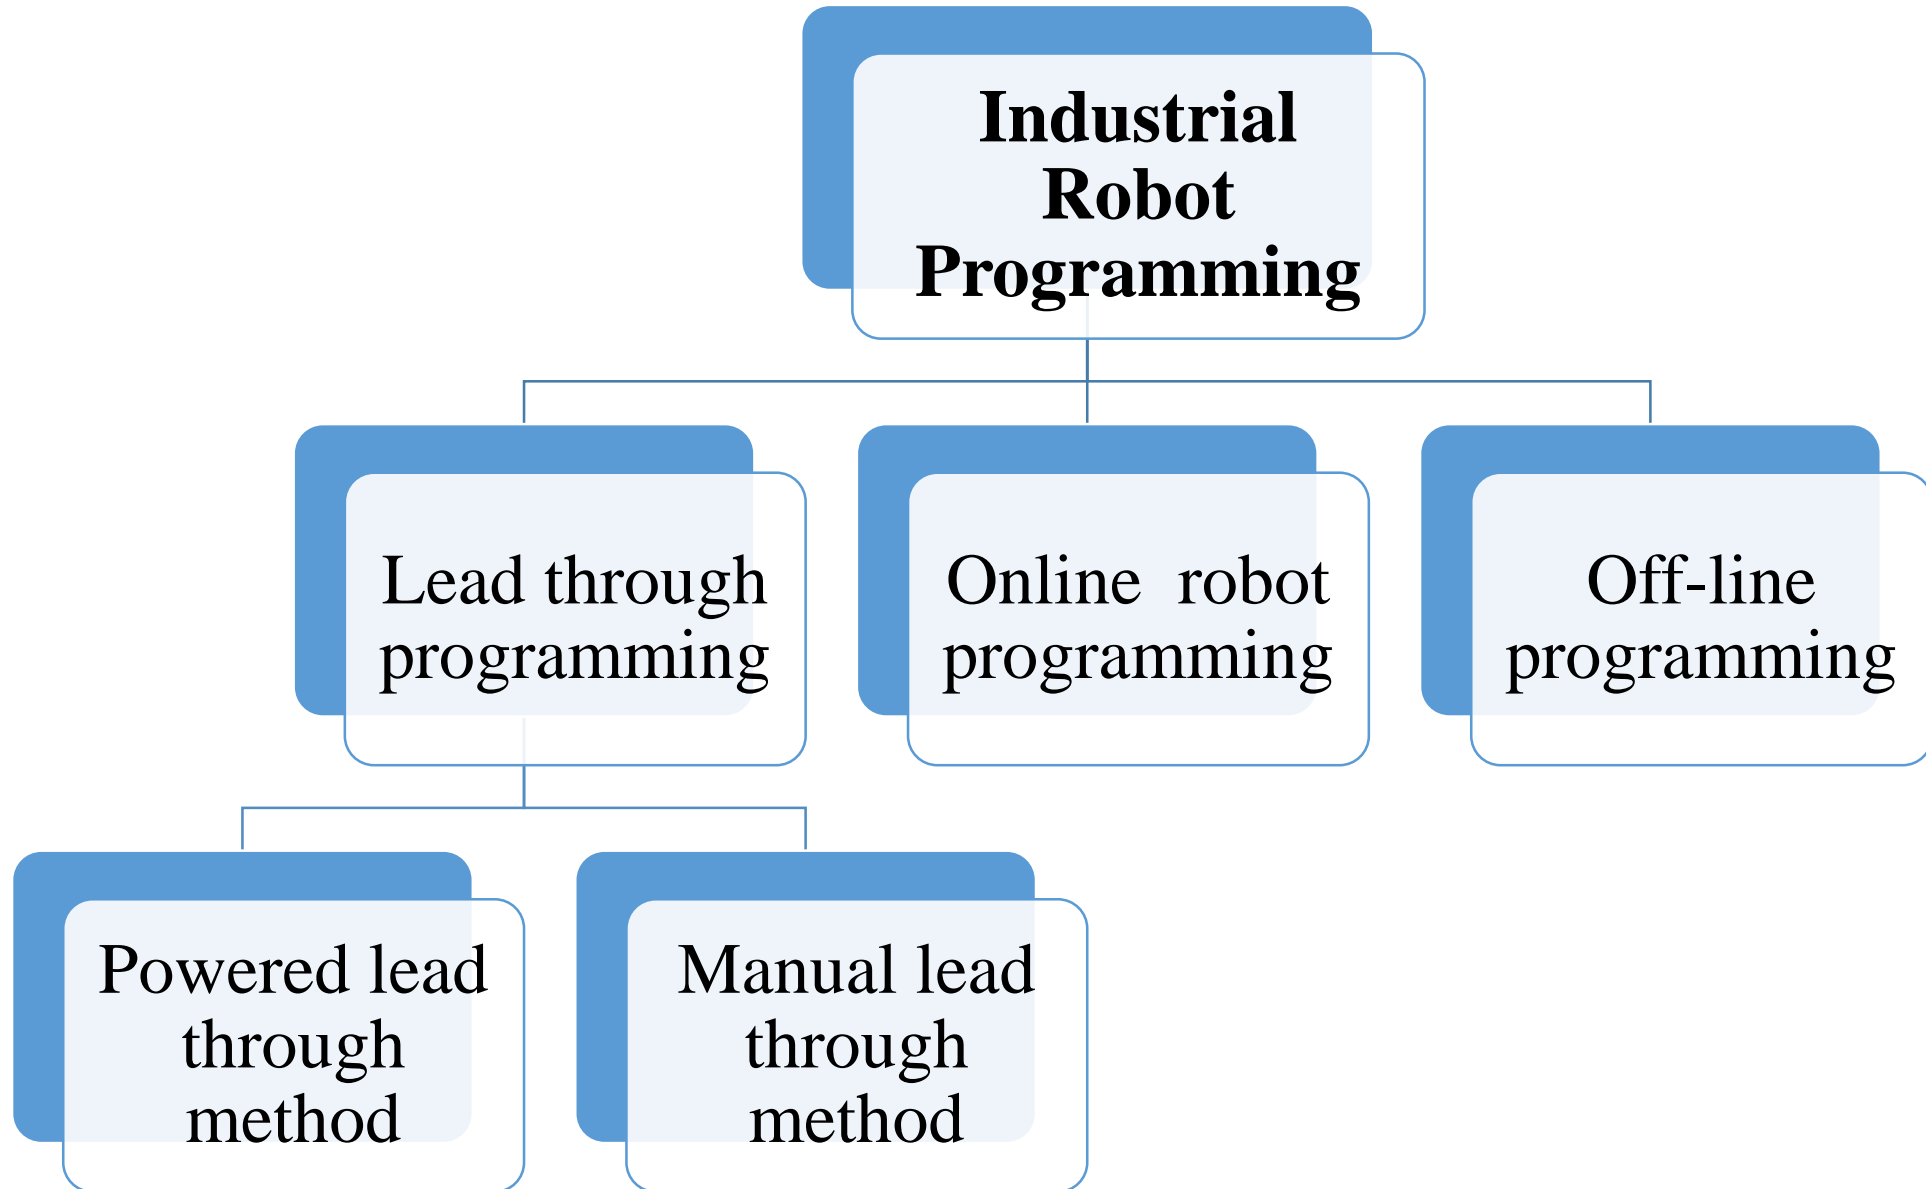 Industrial
Robot
Programming
Lead through
programming
Online  robot
programming
Off-line
programming
Powered lead
through
method
Manual lead
through
method